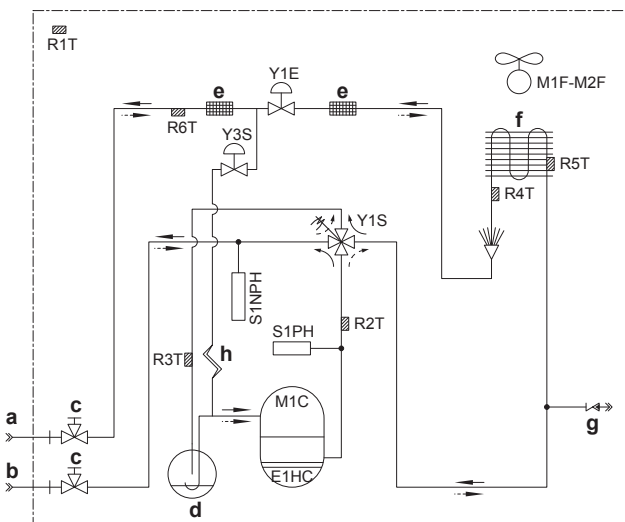 R1T
Y1E
M1F-M2F
e
e
f
R6T
Y3S
R5T
R4T
Y1S
S1NPH
R2T
S1PH
R3T
h
a
c
M1C
g
b
c
E1HC
d